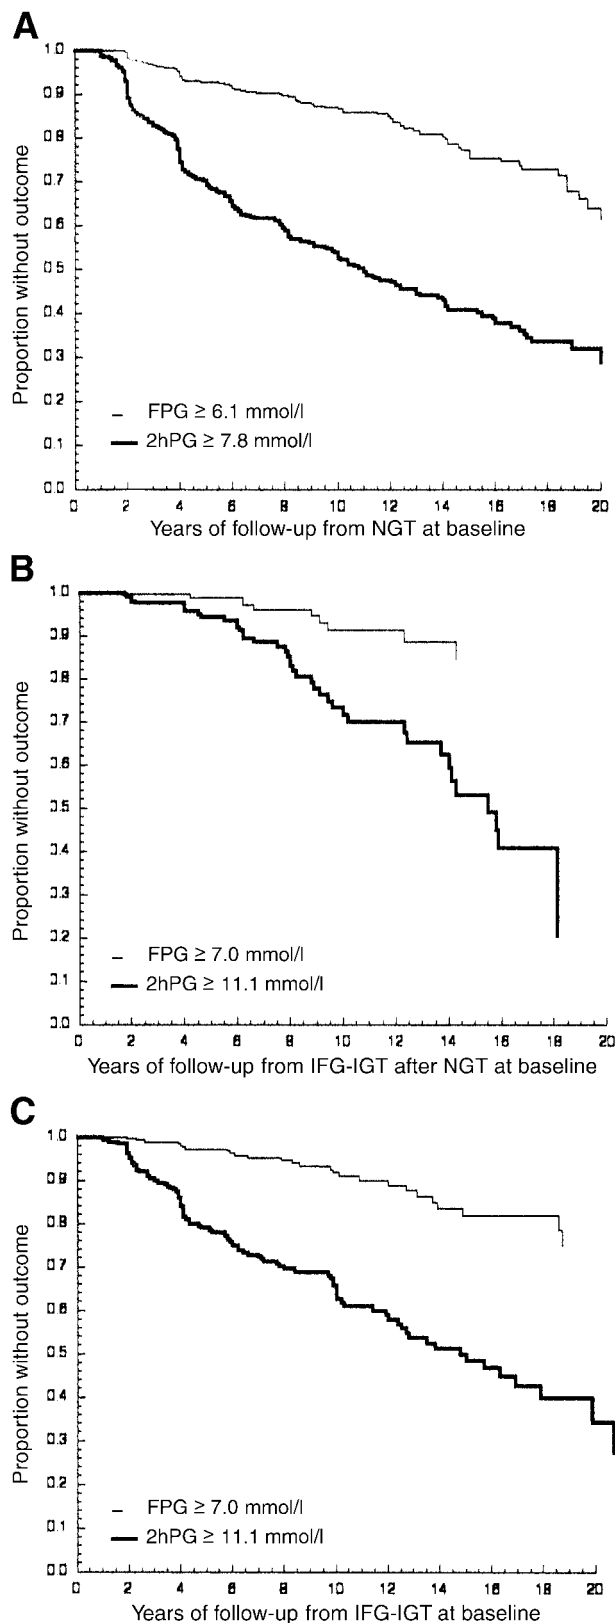 A
1.0
0.9
0.8
0.7
0.6
0.5
0.4
0.3
0.2
0.1
0.0
Proportion without outcome
FPG ≥ 6.1 mmol/l
2hPG ≥ 7.8 mmol/l
0 2 4 6 8 10 12 14 16 18 20
Years of follow-up from NGT at baseline
B
1.0
0.9
0.8
0.7
0.6
0.5
0.4
0.3
0.2
0.1
0.0
Proportion without outcome
FPG ≥ 7.0 mmol/l
2hPG ≥ 11.1 mmol/l
0 2 4 6 8 10 12 14 16 18 20
Years of follow-up from IFG-IGT after NGT at baseline
C
1.0
0.9
0.8
0.7
0.6
0.5
0.4
0.3
0.2
0.1
0.0
Proportion without outcome
FPG ≥ 7.0 mmol/l
2hPG ≥ 11.1 mmol/l
0 2 4 6 8 10 12 14 16 18 20
Years of follow-up from IFG-IGT at baseline